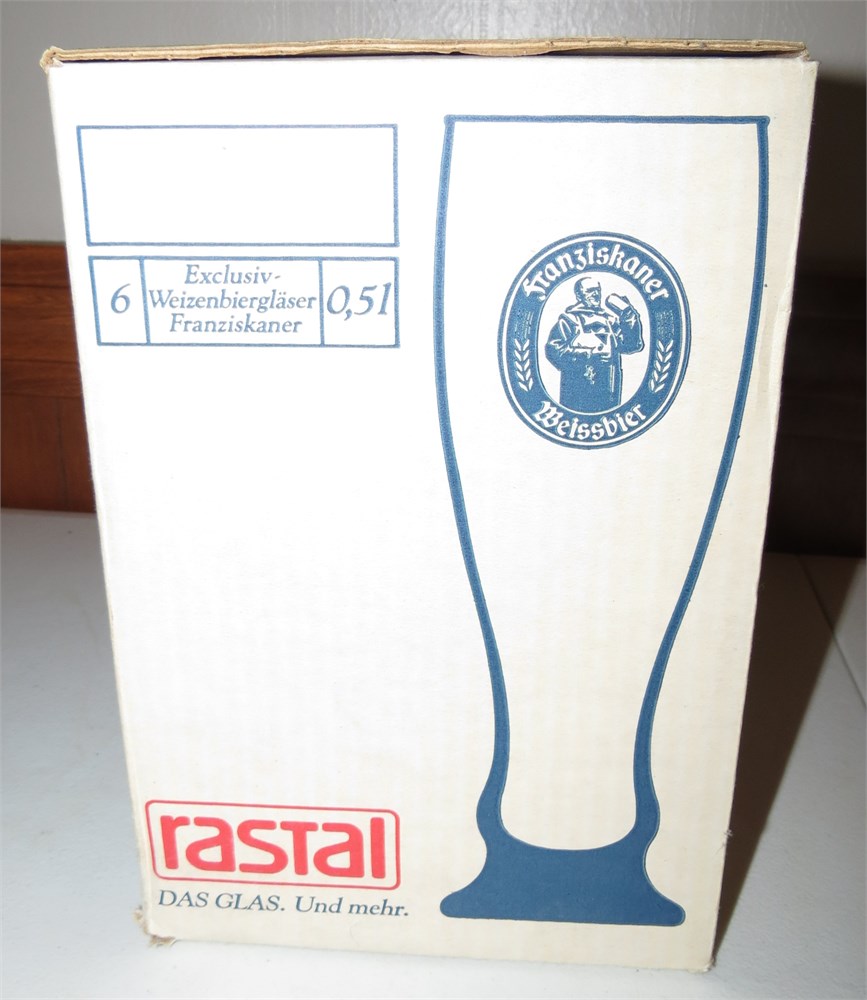 6
Exclusiv-
Weizenbiergläser
Franziskaner
0,5l
Franziskaner
Weissbier
rastal
DAS GLAS. Und mehr.